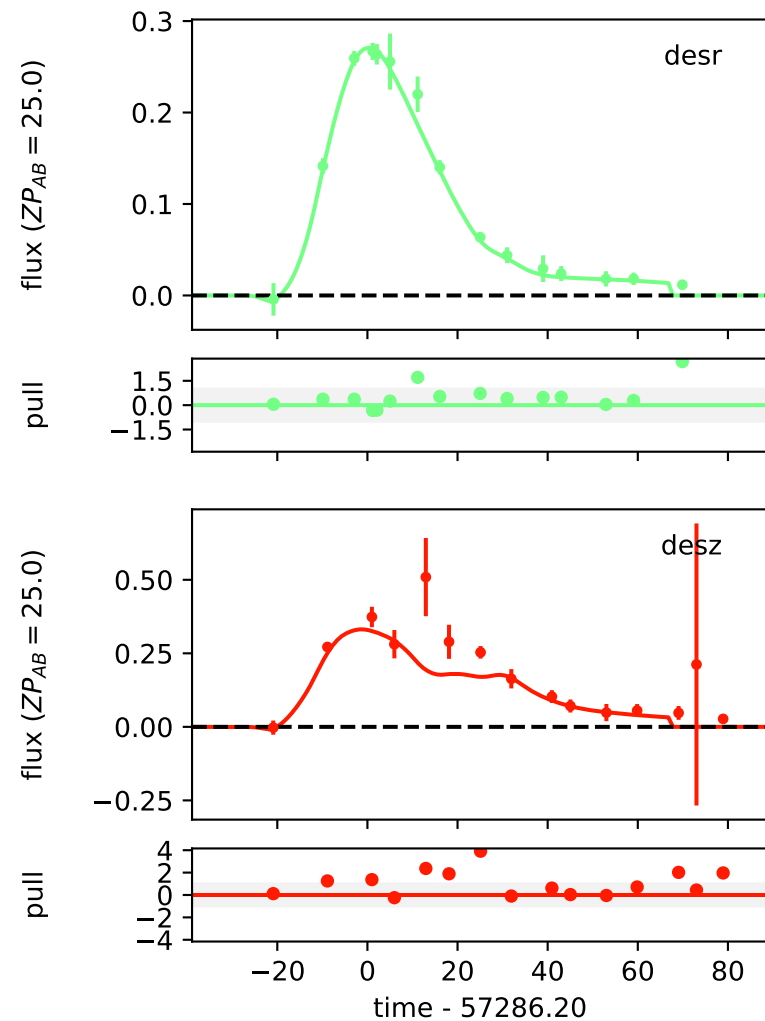 0.3
desr
0.2
0.1
0.0
flux (ZP_AB = 25.0)
1.5
0.0
−1.5
pull
desz
0.50
0.25
0.00
−0.25
flux (ZP_AB = 25.0)
4
2
0
−2
−4
pull
−20 0 20 40 60 80
time - 57286.20